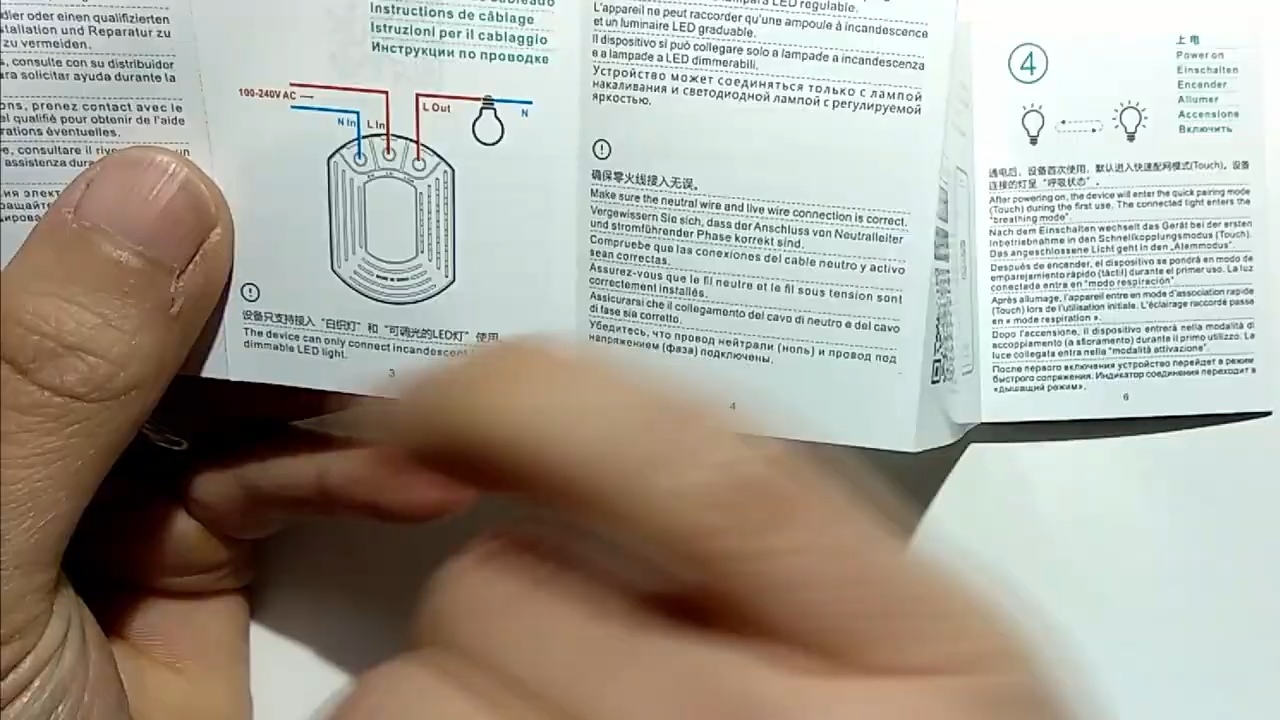 dier oder einen qualifizierten
stallation und Reparatur zu
zu vermeiden.
, consulte con su distribuidor
ara solicitar ayuda durante la
ons, prenez contact avec le
el qualifié pour obtenir de l'aide
rations éventuelles.
e, consultare il
un
assistenza
Instructions de câblage
Istruzioni per il cablaggio
Инструкции по проводке
100-240V AC
N In
L In
L Out
N
设备只支持接入“白炽灯”和“可调光的LED灯”使用
The device can only connect incandescent
dimmable LED light.
3
LED regulable.
L'appareil ne peut raccorder qu'une ampoule à incandescence
et un luminaire LED graduable.
Il dispositivo si può collegare solo a lampade a incandescenza
e a lampade a LED dimmerabili.
Устройство может соединяться только с лампой
накаливания и светодиодной лампой с регулируемой
яркостью.
确保零火线接入无误。
Make sure the neutral wire and live wire connection is correct.
Vergewissern Sie sich, dass der Anschluss von Neutralleiter
und stromführender Phase korrekt sind.
Compruebe que las conexiones del cable neutro y activo
sean correctas.
Assurez-vous que le fil neutre et le fil sous tension sont
correctement installés.
Assicurarsi che il collegamento del cavo di neutro e del cavo
di fase sia corretto.
Убедитесь, что провод нейтрали (ноль) и провод под
напряжением (фаза) подключены.
4
4
上电
Power on
Einschalten
Encender
Allumer
Accensione
Включить
通电后，设备首次使用，默认进入快速配网模式(Touch)。设备
连接的灯呈“呼吸状态”。
After powering on, the device will enter the quick pairing mode
(Touch) during the first use. The connected light enters the
"breathing mode".
Nach dem Einschalten wechselt das Gerät bei der ersten
Inbetriebnahme in den Schnellkopplungsmodus (Touch).
Das angeschlossene Licht geht in den „Atemmodus".
Después de encender, el dispositivo se pondrá en modo de
emparejamiento rápido (táctil) durante el primer uso. La luz
conectada entra en "modo respiración"
Après allumage, l'appareil entre en mode d'association rapide
(Touch) lors de l'utilisation initiale. L'éclairage raccordé passe
en « mode respiration ».
Dopo l'accensione, il dispositivo entrerà nella modalità di
accoppiamento (a sfioramento) durante il primo utilizzo. La
luce collegata entra nella "modalità attivazione".
После первого включения устройство перейдет в режим
быстрого сопряжения. Индикатор соединения переходит в
«дышащий режим».
6